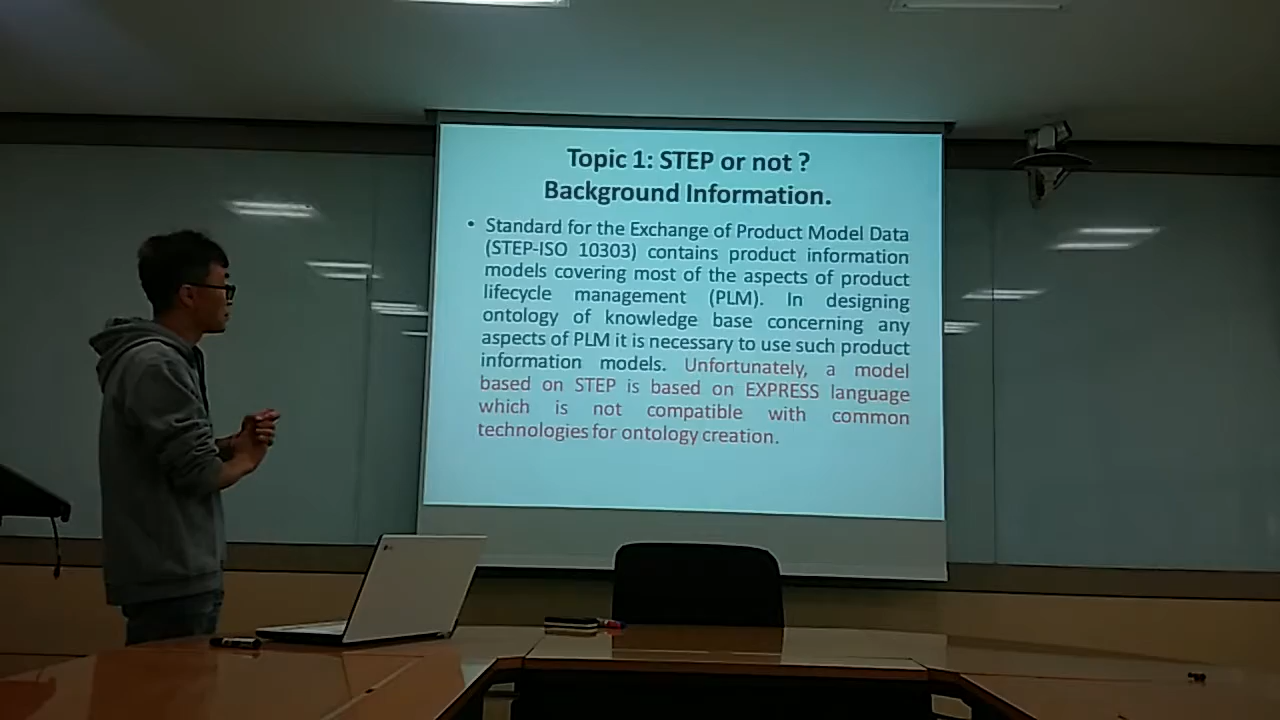 Topic 1: STEP or not ?
Background Information.
• Standard for the Exchange of Product Model Data
(STEP-ISO 10303) contains product information
models covering most of the aspects of product
lifecycle management (PLM). In designing
ontology of knowledge base concerning any
aspects of PLM it is necessary to use such product
information models. Unfortunately, a model
based on STEP is based on EXPRESS language
which is not compatible with common
technologies for ontology creation.